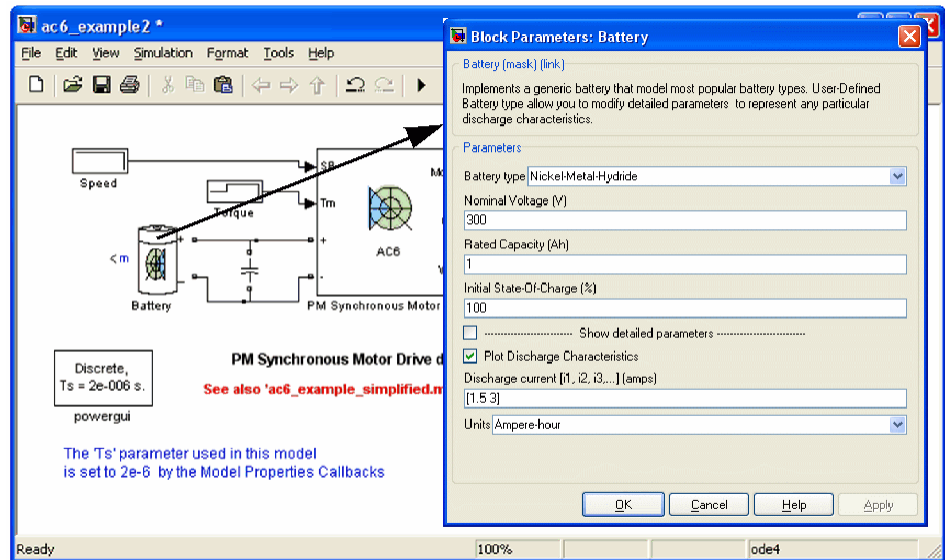 ac6_example2 *
File Edit View Simulation Format Tools Help
Speed
Torque
SP
Tm
+
-
Mo
AC6
< m
+
-
Battery
PM Synchronous Motor
Discrete,
Ts = 2e-006 s.
powergui
PM Synchronous Motor Drive d
See also 'ac6_example_simplified.m
The 'Ts' parameter used in this model
is set to 2e-6 by the Model Properties Callbacks
Ready 100% ode4
Block Parameters: Battery
Battery (mask) (link)
Implements a generic battery that model most popular battery types. User-Defined
Battery type allow you to modify detailed parameters to represent any particular
discharge characteristics.
Parameters
Battery type Nickel-Metal-Hydride
Nominal Voltage (V)
300
Rated Capacity (Ah)
1
Initial State-Of-Charge (%)
100
--------------------------- Show detailed parameters ---------------------------
Plot Discharge Characteristics
Discharge current [i1, i2, i3,...] (amps)
[1.5 3]
Units Ampere-hour
OK Cancel Help Apply